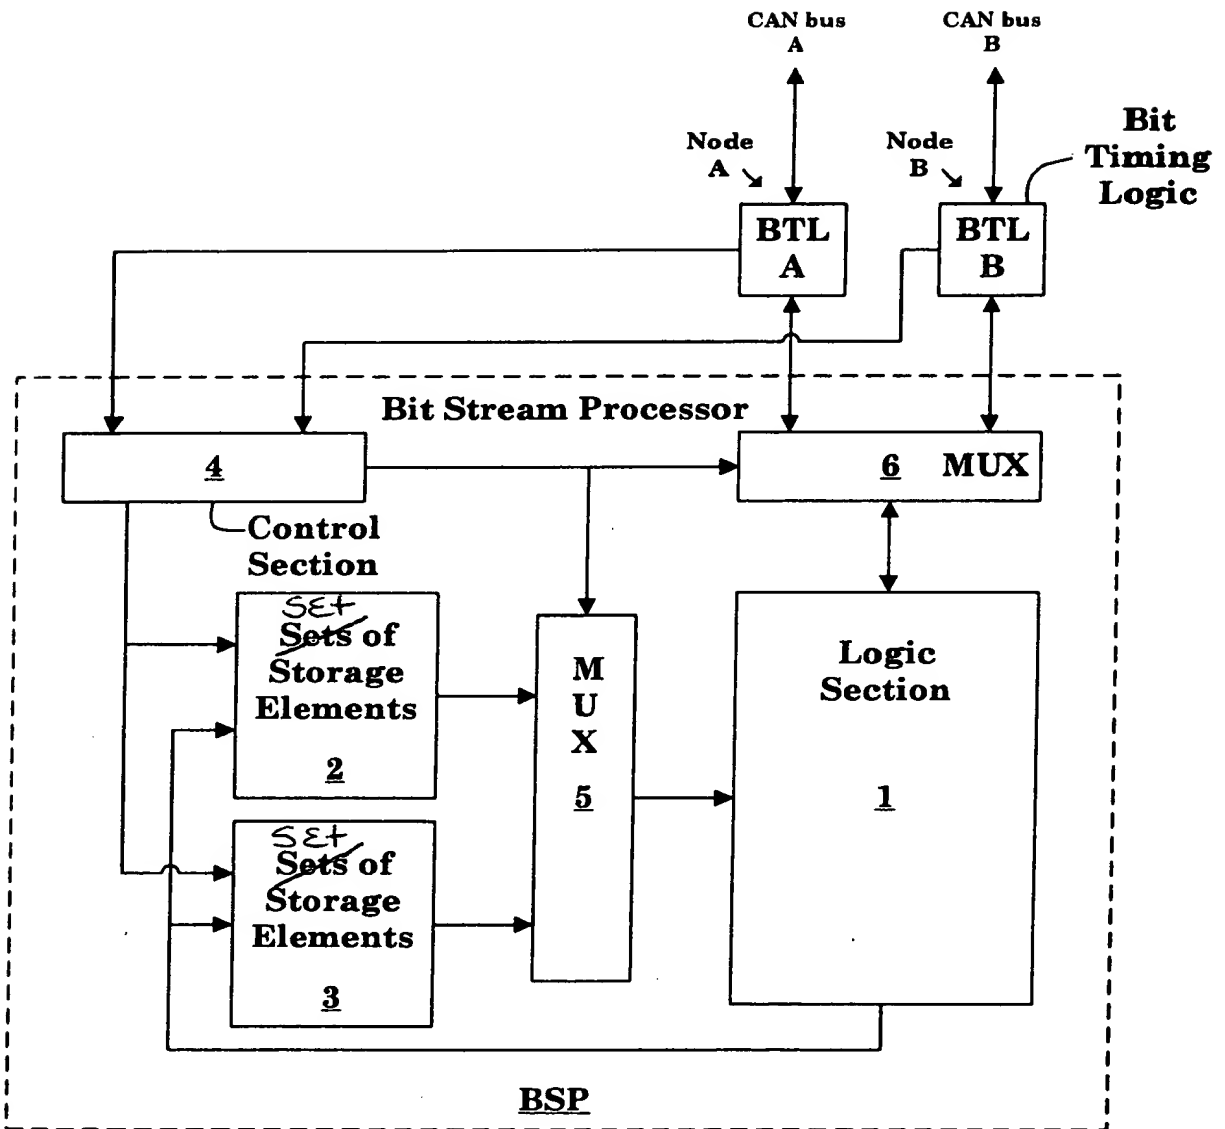 CAN bus
A
CAN bus
B
Node
A
Node
B
Bit
Timing
Logic
BTL
A
BTL
B
Bit Stream Processor
4
6 MUX
Control
Section
SEt
Sets of
Storage
Elements
2
M
U
X
5
Logic
Section
1
SEt
Sets of
Storage
Elements
3
BSP